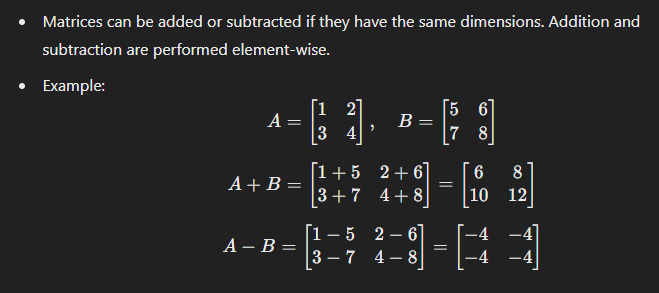 • Matrices can be added or subtracted if they have the same dimensions. Addition and
subtraction are performed element-wise.
• Example:
A = [1 2; 3 4], B = [5 6; 7 8]
A + B = [1 + 5 2 + 6; 3 + 7 4 + 8] = [6 8; 10 12]
A − B = [1 − 5 2 − 6; 3 − 7 4 − 8] = [−4 −4; −4 −4]